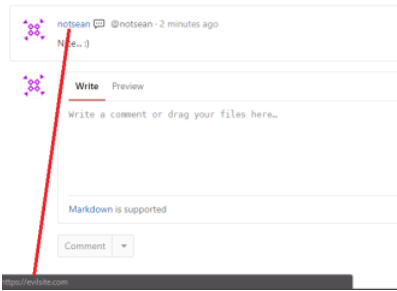 notsean @notsean · 2 minutes ago
Nice... :)
Write Preview
Write a comment or drag your files here…
Markdown is supported
Comment
https://evilsite.com